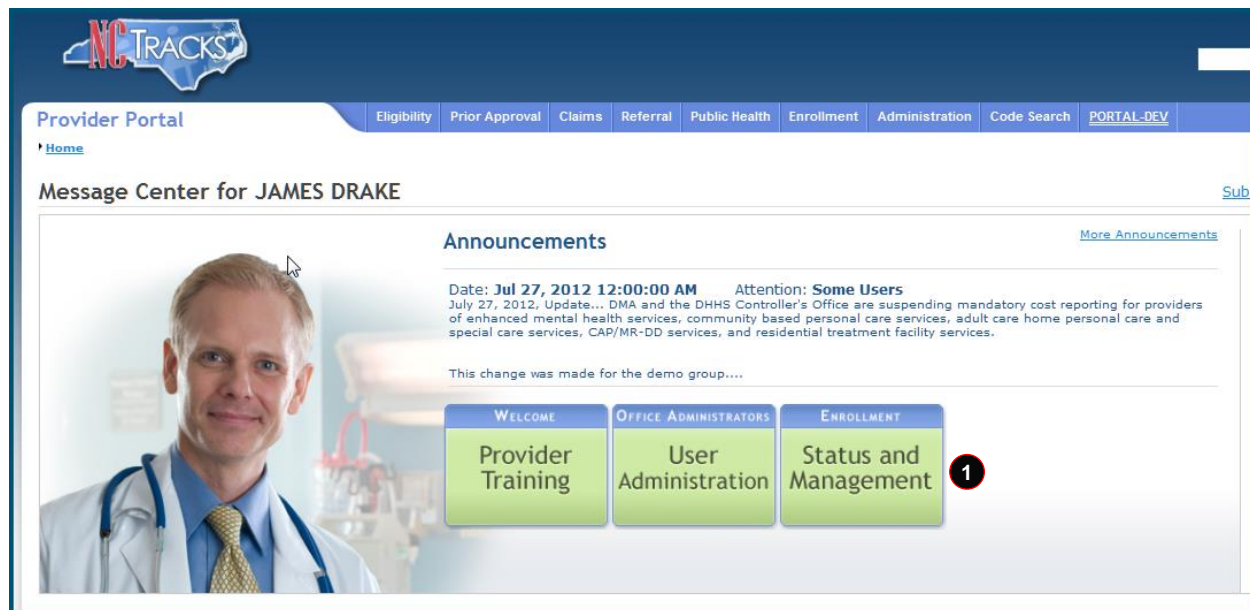 NCTRACKS
Provider Portal
Eligibility Prior Approval Claims Referral Public Health Enrollment Administration Code Search PORTAL-DEV
Home
Message Center for JAMES DRAKE
Sub
Announcements
More Announcements
Date: Jul 27, 2012 12:00:00 AM Attention: Some Users
July 27, 2012, Update... DMA and the DHHS Controller's Office are suspending mandatory cost reporting for providers
of enhanced mental health services, community based personal care services, adult care home personal care and
special care services, CAP/MR-DD services, and residential treatment facility services.
This change was made for the demo group....
WELCOME
Provider
Training
OFFICE ADMINISTRATORS
User
Administration
ENROLLMENT
Status and
Management
1